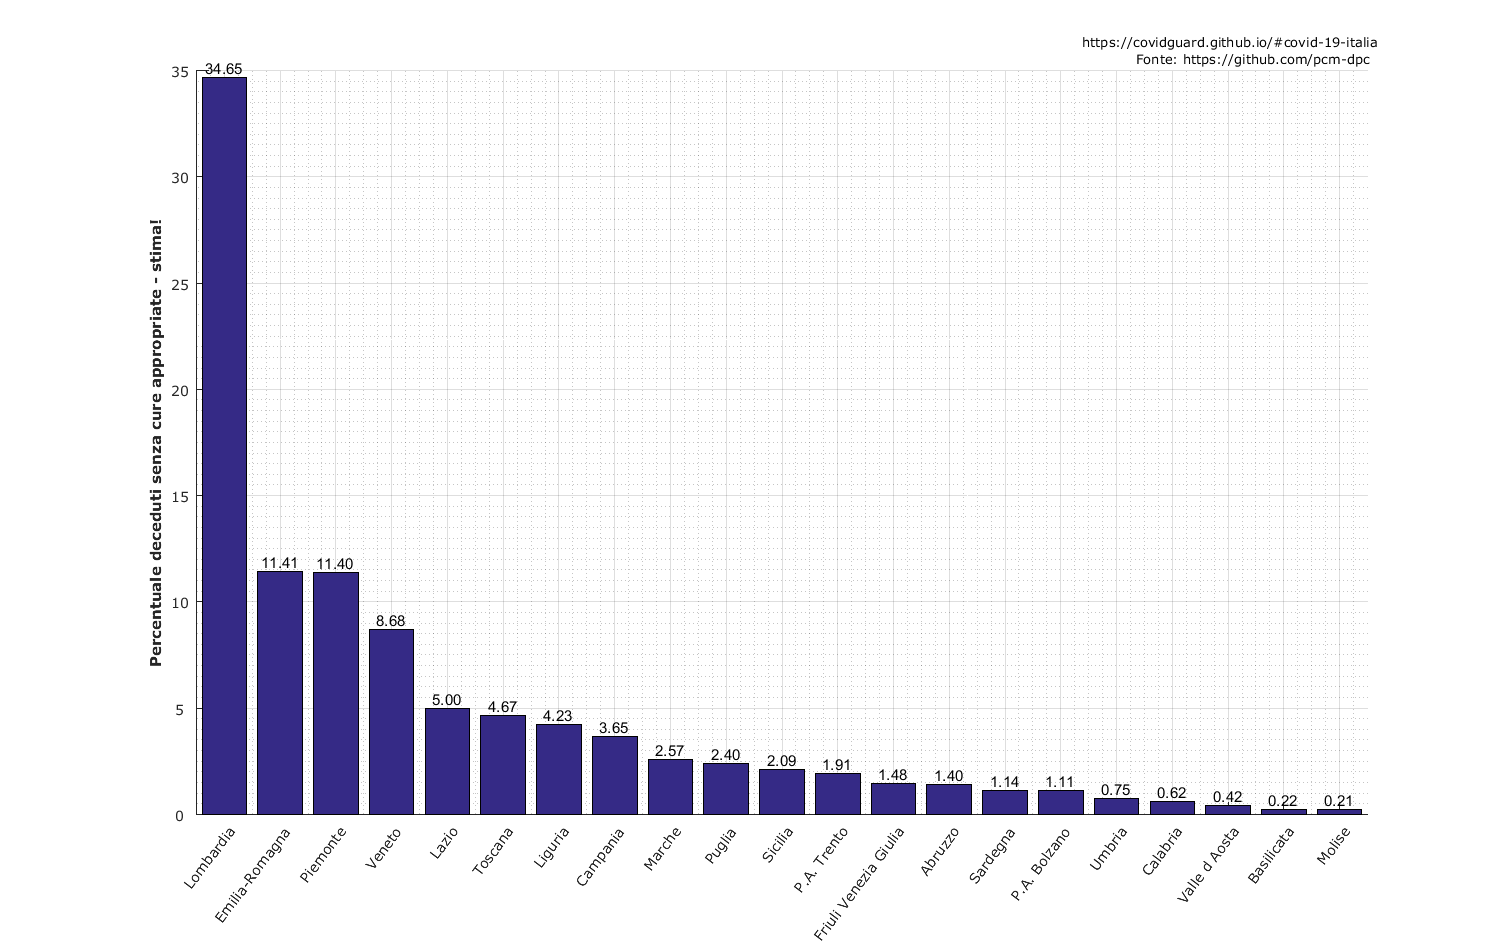 https://covidguard.github.io/#covid-19-italia
Fonte: https://github.com/pcm-dpc
Percentuale deceduti senza cure appropriate - stima!
35
30
25
20
15
10
5
0
34.65
11.41
11.40
8.68
5.00
4.67
4.23
3.65
2.57
2.40
2.09
1.91
1.48
1.40
1.14
1.11
0.75
0.62
0.42
0.22
0.21
Lombardia
Emilia-Romagna
Piemonte
Veneto
Lazio
Toscana
Liguria
Campania
Marche
Puglia
Sicilia
P.A. Trento
Friuli Venezia Giulia
Abruzzo
Sardegna
P.A. Bolzano
Umbria
Calabria
Valle d Aosta
Basilicata
Molise